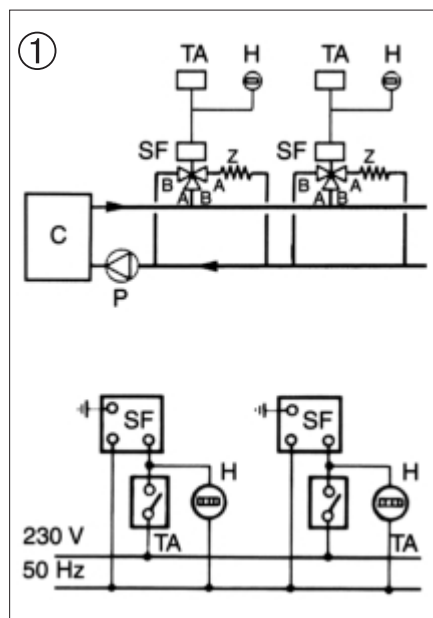 1
TA H TA H
SF SF
B Z B Z
A A
A B A B
C
P
SF SF
H H
230 V TA TA
50 Hz